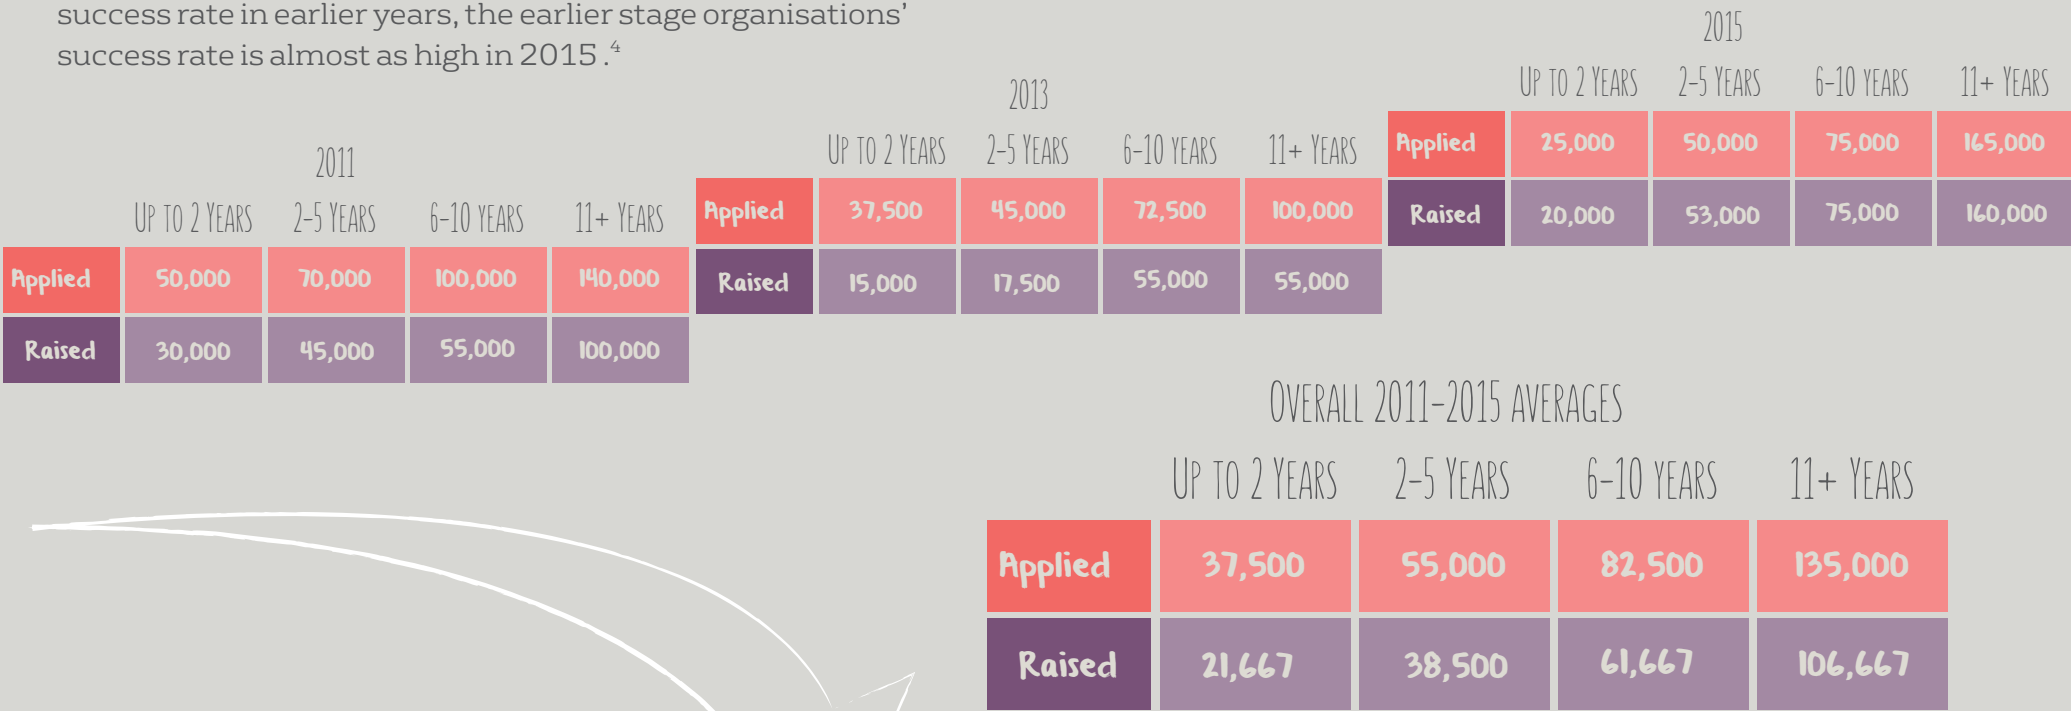 success rate in earlier years, the earlier stage organisations’
success rate is almost as high in 2015 .4
2011
Up to 2 Years 2–5 Years 6–10 years 11+ Years
Applied 50,000 70,000 100,000 140,000
Raised 30,000 45,000 55,000 100,000
2013
Up to 2 Years 2–5 Years 6–10 years 11+ Years
Applied 37,500 45,000 72,500 100,000
Raised 15,000 17,500 55,000 55,000
2015
Up to 2 Years 2–5 Years 6–10 years 11+ Years
Applied 25,000 50,000 75,000 165,000
Raised 20,000 53,000 75,000 160,000
Overall 2011–2015 averages
Up to 2 Years 2–5 Years 6–10 years 11+ Years
Applied 37,500 55,000 82,500 135,000
Raised 21,667 38,500 61,667 106,667